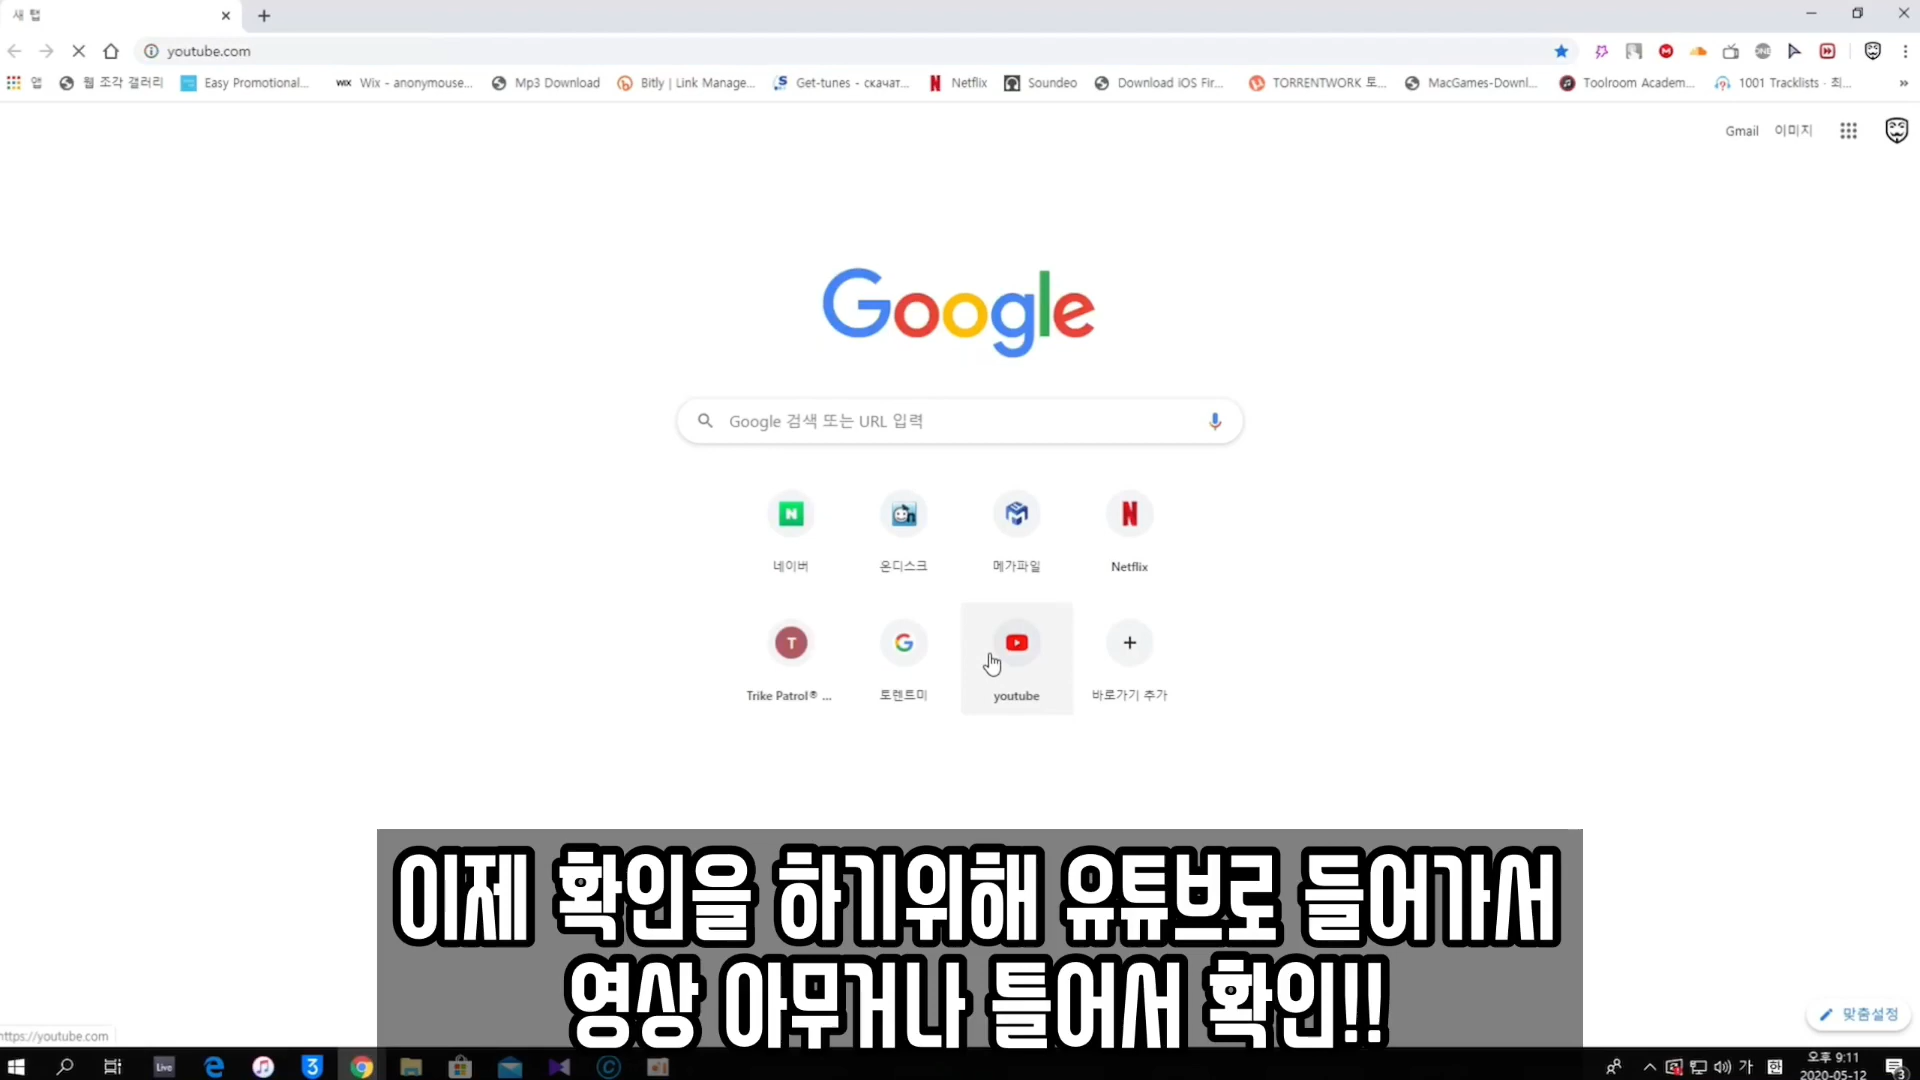 새 탭
youtube.com
앱 웹 조각 갤러리 Easy Promotional... WIX Wix - anonymouse... Mp3 Download Bitly | Link Manage... Get-tunes - скачат... Netflix Soundeo Download iOS Fir... TORRENTWORK 토... MacGames-Downl... Toolroom Academ... 1001 Tracklists · 최... »
Gmail 이미지
Google
Google 검색 또는 URL 입력
네이버 온디스크 메가파일 Netflix
T
Trike Patrol® ... 토렌트미 youtube 바로가기 추가
이제 확인을 하기위해 유튜브로 들어가서
영상 아무거나 틀어서 확인!!
맞춤설정
https://youtube.com
Live 가 한 오후 9:11
2020-05-12 3